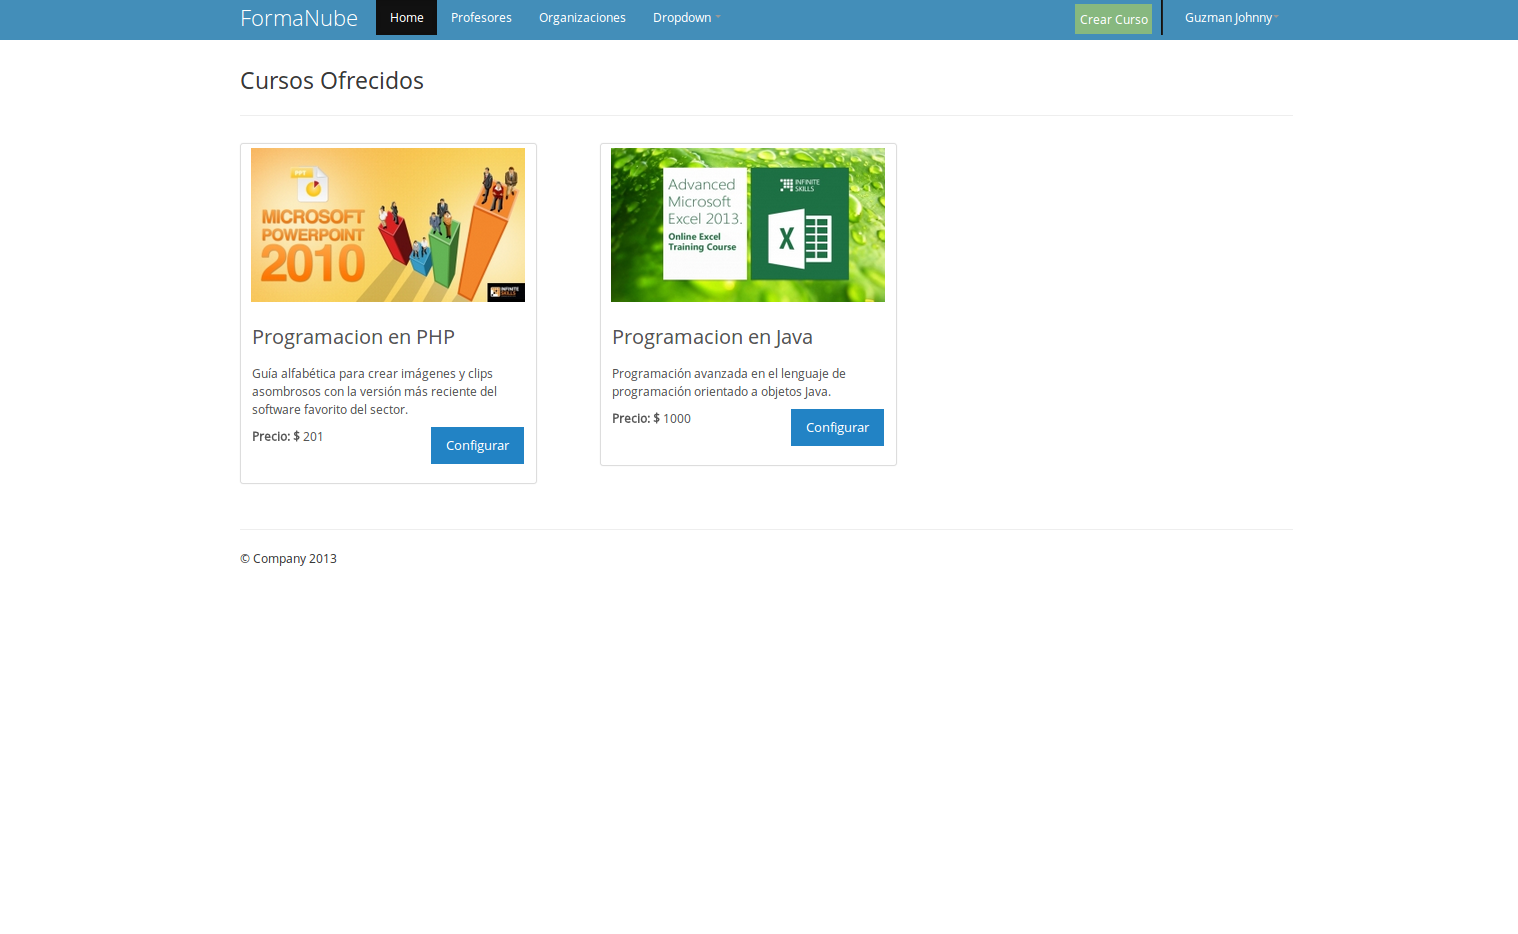 FormaNube
Home
Profesores
Organizaciones
Dropdown
Crear Curso
Guzman Johnny
Cursos Ofrecidos
PPT
MICROSOFT
POWERPOINT
2010
INFINITE
SKILLS
Programacion en PHP
Guía alfabética para crear imágenes y clips
asombrosos con la versión más reciente del
software favorito del sector.
Precio: $ 201
Configurar
Advanced
Microsoft
Excel 2013.
Online Excel
Training Course
INFINITE
SKILLS
X
Programacion en Java
Programación avanzada en el lenguaje de
programación orientado a objetos Java.
Precio: $ 1000
Configurar
© Company 2013